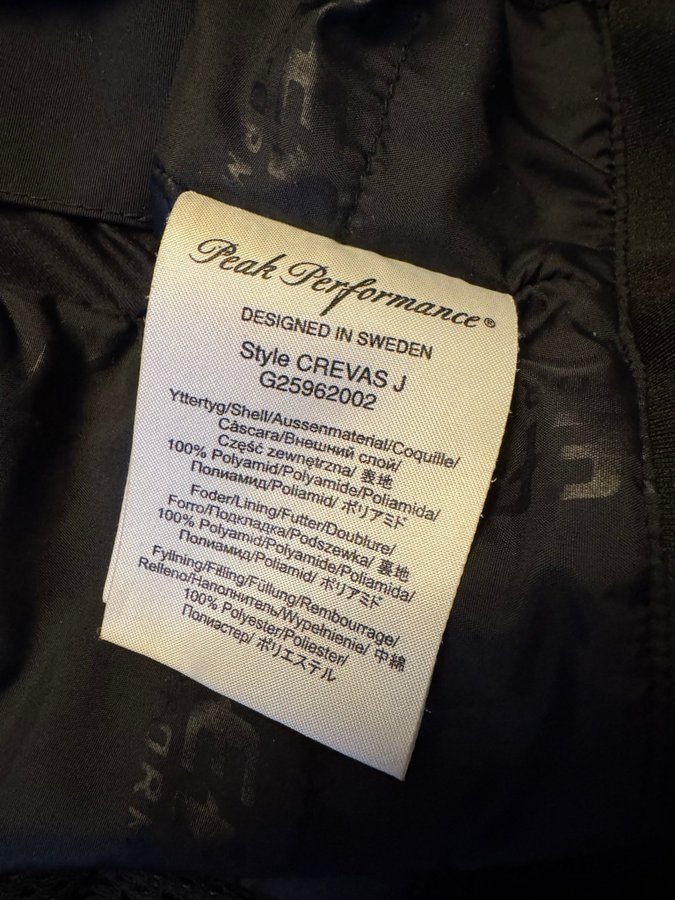 Peak Performance®
DESIGNED IN SWEDEN
Style CREVAS J
G25962002
Yttertyg/Shell/Aussenmaterial/Coquille/
Càscara/Внешний слой/
Część zewnętrzna/ 表地
100% Polyamid/Polyamide/Poliamida/
Полиамид/Poliamid/ ポリアミド
Foder/Lining/Futter/Doublure/
Forro/Подкладка/Podszewka/ 裏地
100% Polyamid/Polyamide/Poliamida/
Полиамид/Poliamid/ ポリアミド
Fyllning/Filling/Füllung/Rembourrage/
Relleno/Наполнитель/Wypełnienie/ 中綿
100% Polyester/Poliester/
Полиэстер/ ポリエステル